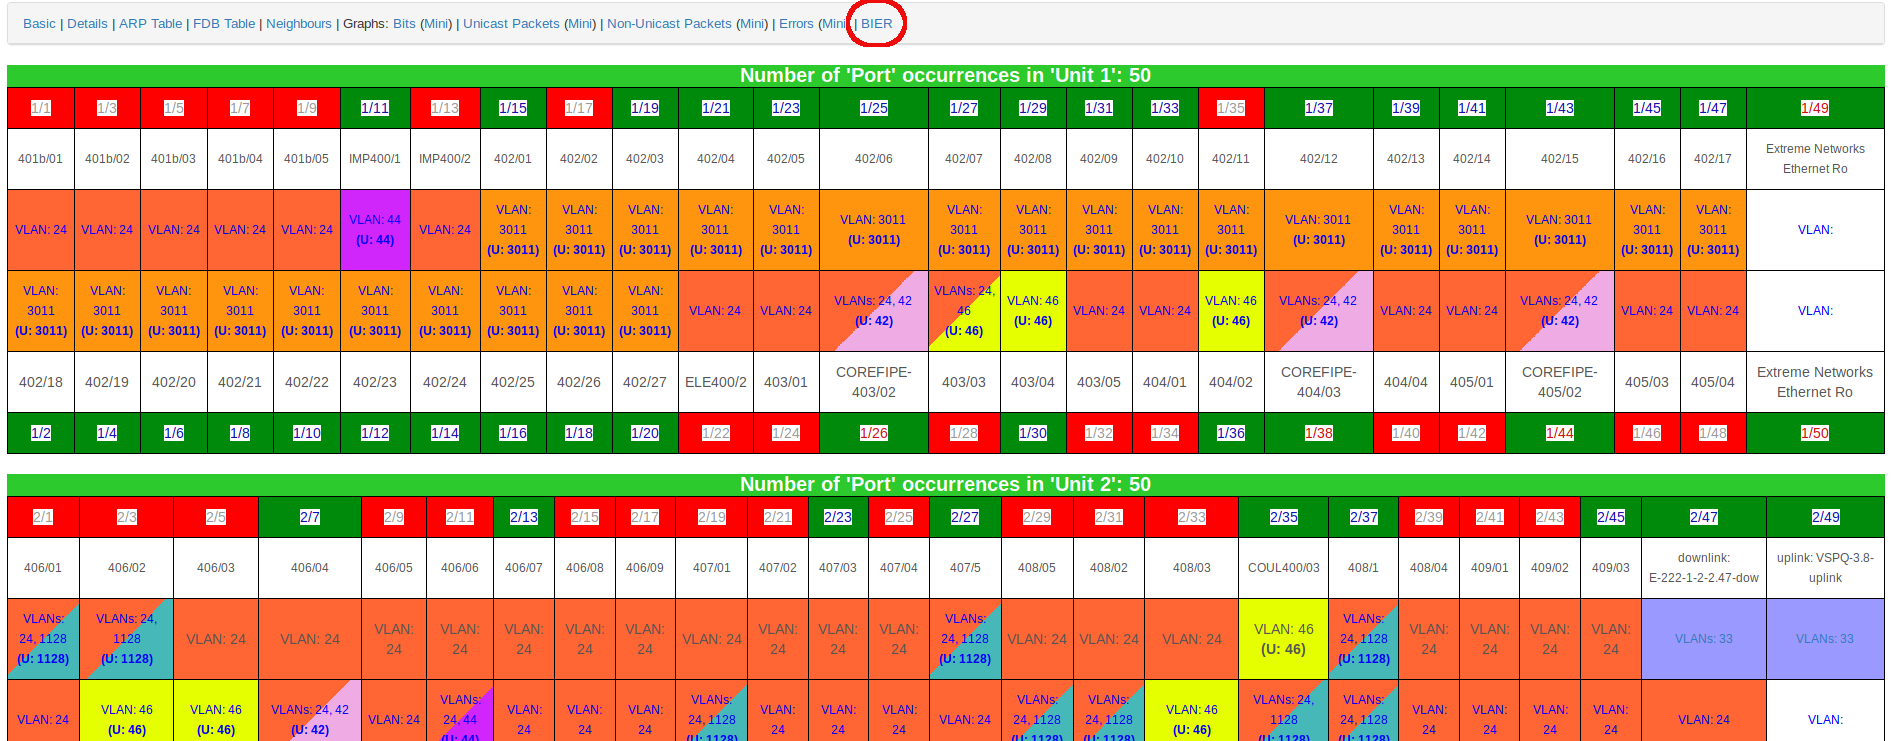 Basic | Details | ARP Table | FDB Table | Neighbours | Graphs: Bits (Mini) | Unicast Packets (Mini) | Non-Unicast Packets (Mini) | Errors (Mini | BIER
Number of 'Port' occurrences in 'Unit 1': 50
1/1 1/3 1/5 1/7 1/9 1/11 1/13 1/15 1/17 1/19 1/21 1/23 1/25 1/27 1/29 1/31 1/33 1/35 1/37 1/39 1/41 1/43 1/45 1/47 1/49
401b/01 401b/02 401b/03 401b/04 401b/05 IMP400/1 IMP400/2 402/01 402/02 402/03 402/04 402/05 402/06 402/07 402/08 402/09 402/10 402/11 402/12 402/13 402/14 402/15 402/16 402/17 Extreme Networks Ethernet Ro
VLAN: 24 VLAN: 24 VLAN: 24 VLAN: 24 VLAN: 24 VLAN: 44 (U: 44) VLAN: 24 VLAN: 3011 (U: 3011) VLAN: 3011 (U: 3011) VLAN: 3011 (U: 3011) VLAN: 3011 (U: 3011) VLAN: 3011 (U: 3011) VLAN: 3011 (U: 3011) VLAN: 3011 (U: 3011) VLAN: 3011 (U: 3011) VLAN: 3011 (U: 3011) VLAN: 3011 (U: 3011) VLAN: 3011 (U: 3011) VLAN: 3011 (U: 3011) VLAN: 3011 (U: 3011) VLAN: 3011 (U: 3011) VLAN: 3011 (U: 3011) VLAN: 3011 (U: 3011) VLAN: 3011 (U: 3011) VLAN:
VLAN: 3011 (U: 3011) VLAN: 3011 (U: 3011) VLAN: 3011 (U: 3011) VLAN: 3011 (U: 3011) VLAN: 3011 (U: 3011) VLAN: 3011 (U: 3011) VLAN: 3011 (U: 3011) VLAN: 3011 (U: 3011) VLAN: 3011 (U: 3011) VLAN: 3011 (U: 3011) VLAN: 24 VLAN: 24 VLANs: 24, 42 (U: 42) VLANs: 24, 46 (U: 46) VLAN: 46 (U: 46) VLAN: 24 VLAN: 24 VLAN: 46 (U: 46) VLANs: 24, 42 (U: 42) VLAN: 24 VLAN: 24 VLANs: 24, 42 (U: 42) VLAN: 24 VLAN: 24 VLAN:
402/18 402/19 402/20 402/21 402/22 402/23 402/24 402/25 402/26 402/27 ELE400/2 403/01 COREFIPE-403/02 403/03 403/04 403/05 404/01 404/02 COREFIPE-404/03 404/04 405/01 COREFIPE-405/02 405/03 405/04 Extreme Networks Ethernet Ro
1/2 1/4 1/6 1/8 1/10 1/12 1/14 1/16 1/18 1/20 1/22 1/24 1/26 1/28 1/30 1/32 1/34 1/36 1/38 1/40 1/42 1/44 1/46 1/48 1/50
Number of 'Port' occurrences in 'Unit 2': 50
2/1 2/3 2/5 2/7 2/9 2/11 2/13 2/15 2/17 2/19 2/21 2/23 2/25 2/27 2/29 2/31 2/33 2/35 2/37 2/39 2/41 2/43 2/45 2/47 2/49
406/01 406/02 406/03 406/04 406/05 406/06 406/07 406/08 406/09 407/01 407/02 407/03 407/04 407/5 408/05 408/02 408/03 COUL400/03 408/1 408/04 409/01 409/02 409/03 downlink: E-222-1-2-2.47-dow uplink: VSPQ-3.8-uplink
VLANs: 24, 1128 (U: 1128) VLANs: 24, 1128 (U: 1128) VLAN: 24 VLAN: 24 VLAN: 24 VLAN: 24 VLAN: 24 VLAN: 24 VLAN: 24 VLAN: 24 VLAN: 24 VLAN: 24 VLAN: 24 VLANs: 24, 1128 (U: 1128) VLAN: 24 VLAN: 24 VLAN: 24 VLAN: 46 (U: 46) VLANs: 24, 1128 (U: 1128) VLAN: 24 VLAN: 24 VLAN: 24 VLAN: 24 VLANs: 33 VLANs: 33
VLAN: 24 VLAN: 46 (U: 46) VLAN: 46 (U: 46) VLANs: 24, 42 (U: 42) VLAN: 24 VLANs: 24, 44 (U: 44) VLAN: 24 VLAN: 24 VLAN: 24 VLANs: 24, 1128 (U: 1128) VLAN: 24 VLAN: 24 VLAN: 24 VLAN: 24 VLANs: 24, 1128 (U: 1128) VLANs: 24, 1128 (U: 1128) VLAN: 46 (U: 46) VLANs: 24, 1128 (U: 1128) VLANs: 24, 1128 (U: 1128) VLAN: 24 VLAN: 24 VLAN: 24 VLAN: 24 VLAN: 24 VLAN: